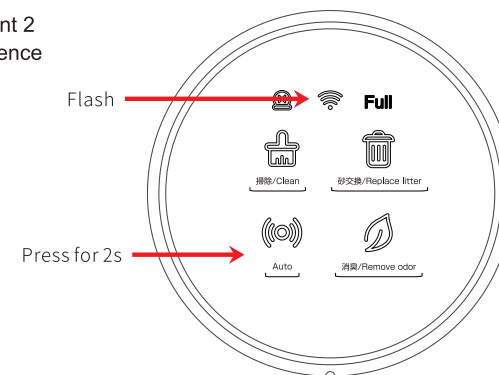 nt 2
ence
Flash
Full
掃除/Clean
砂交換/Replace litter
Press for 2s
Auto
消臭/Remove odor